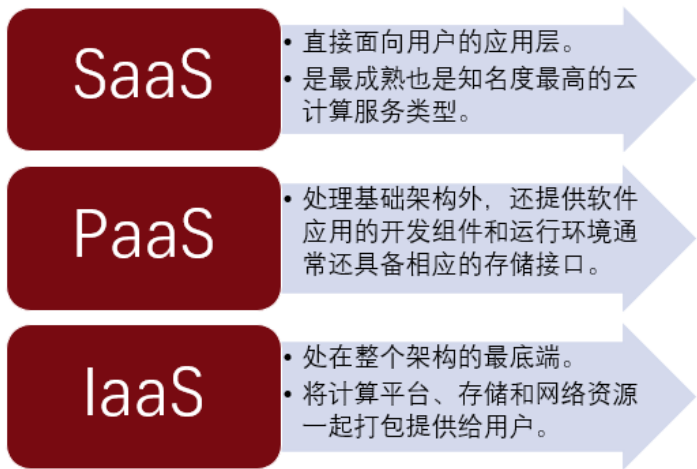 SaaS
• 直接面向用户的应用层。
• 是最成熟也是知名度最高的云
计算服务类型。
PaaS
• 处理基础架构外，还提供软件
应用的开发组件和运行环境通
常还具备相应的存储接口。
IaaS
• 处在整个架构的最底端。
• 将计算平台、存储和网络资源
一起打包提供给用户。